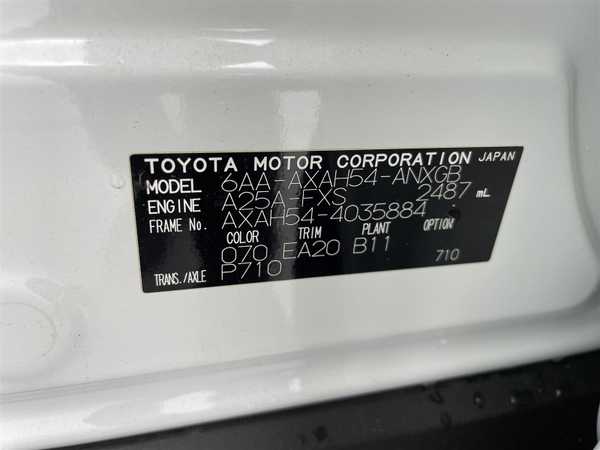 TOYOTA MOTOR CORPORATION JAPAN
MODEL 6AA-AXAH54-ANXGB
ENGINE A25A-FXS 2487 mL
FRAME No. AXAH54-4035884
COLOR TRIM PLANT OPTION
070 EA20 B11 710
TRANS./AXLE P710